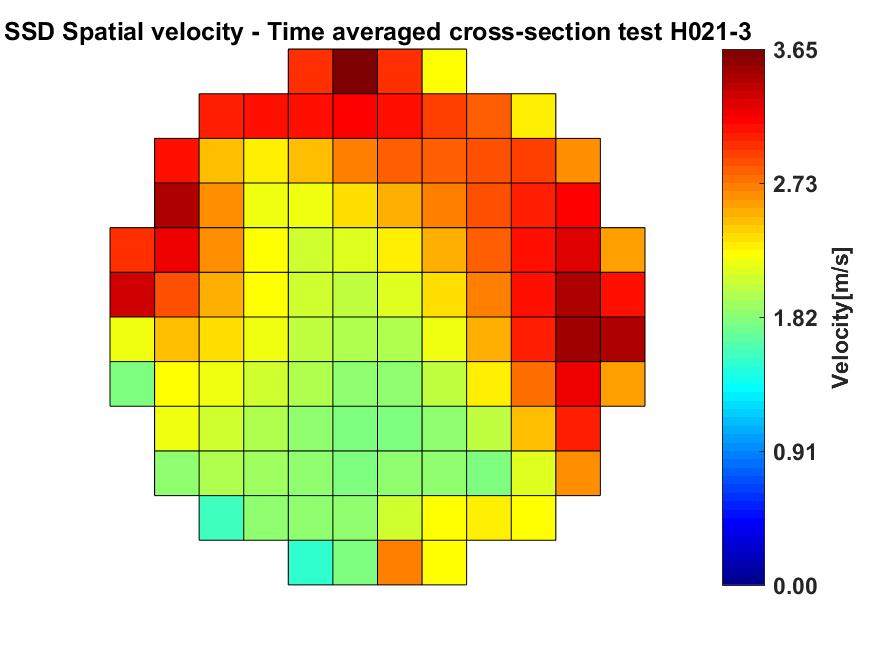 SSD Spatial velocity - Time averaged cross-section test H021-3
3.65
2.73
1.82
0.91
0.00
Velocity[m/s]